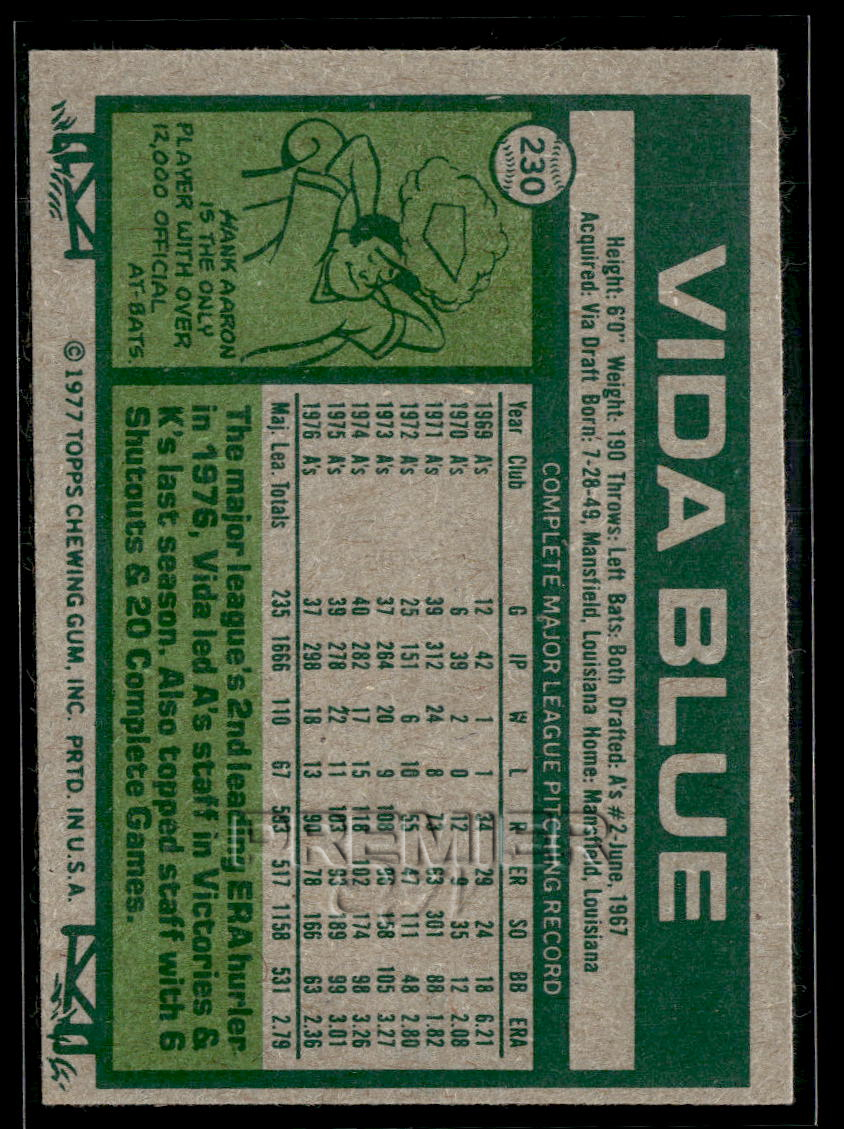 VIDA BLUE
230
Height: 6'0" Weight: 190 Throws: Left Bats: Both Drafted: A's #2-June, 1967
Acquired: Via Draft Born: 7-28-49, Mansfield, Louisiana Home: Mansfield, Louisiana
COMPLETE MAJOR LEAGUE PITCHING RECORD
Year Club G IP W L R ER SO BB ERA
1969 A's 12 42 1 1 34 29 24 18 6.21
1970 A's 6 39 2 0 12 9 35 12 2.08
1971 A's 39 312 24 8 73 63 301 88 1.82
1972 A's 25 151 6 10 55 47 111 48 2.80
1973 A's 37 264 20 9 108 96 158 105 3.27
1974 A's 40 282 17 15 118 102 174 98 3.26
1975 A's 39 278 22 11 103 93 189 99 3.01
1976 A's 37 298 18 13 90 78 166 63 2.36
Maj. Lea. Totals 235 1666 110 67 593 517 1158 531 2.79
HANK AARON
IS THE ONLY
PLAYER WITH OVER
12,000 OFFICIAL
AT-BATS.
The major league's 2nd leading ERA hurler
in 1976, Vida led A's staff in Victories &
K's last season. Also topped staff with 6
Shutouts & 20 Complete Games.
© 1977 TOPPS CHEWING GUM, INC. PRTD. IN U.S.A.
PREMIER